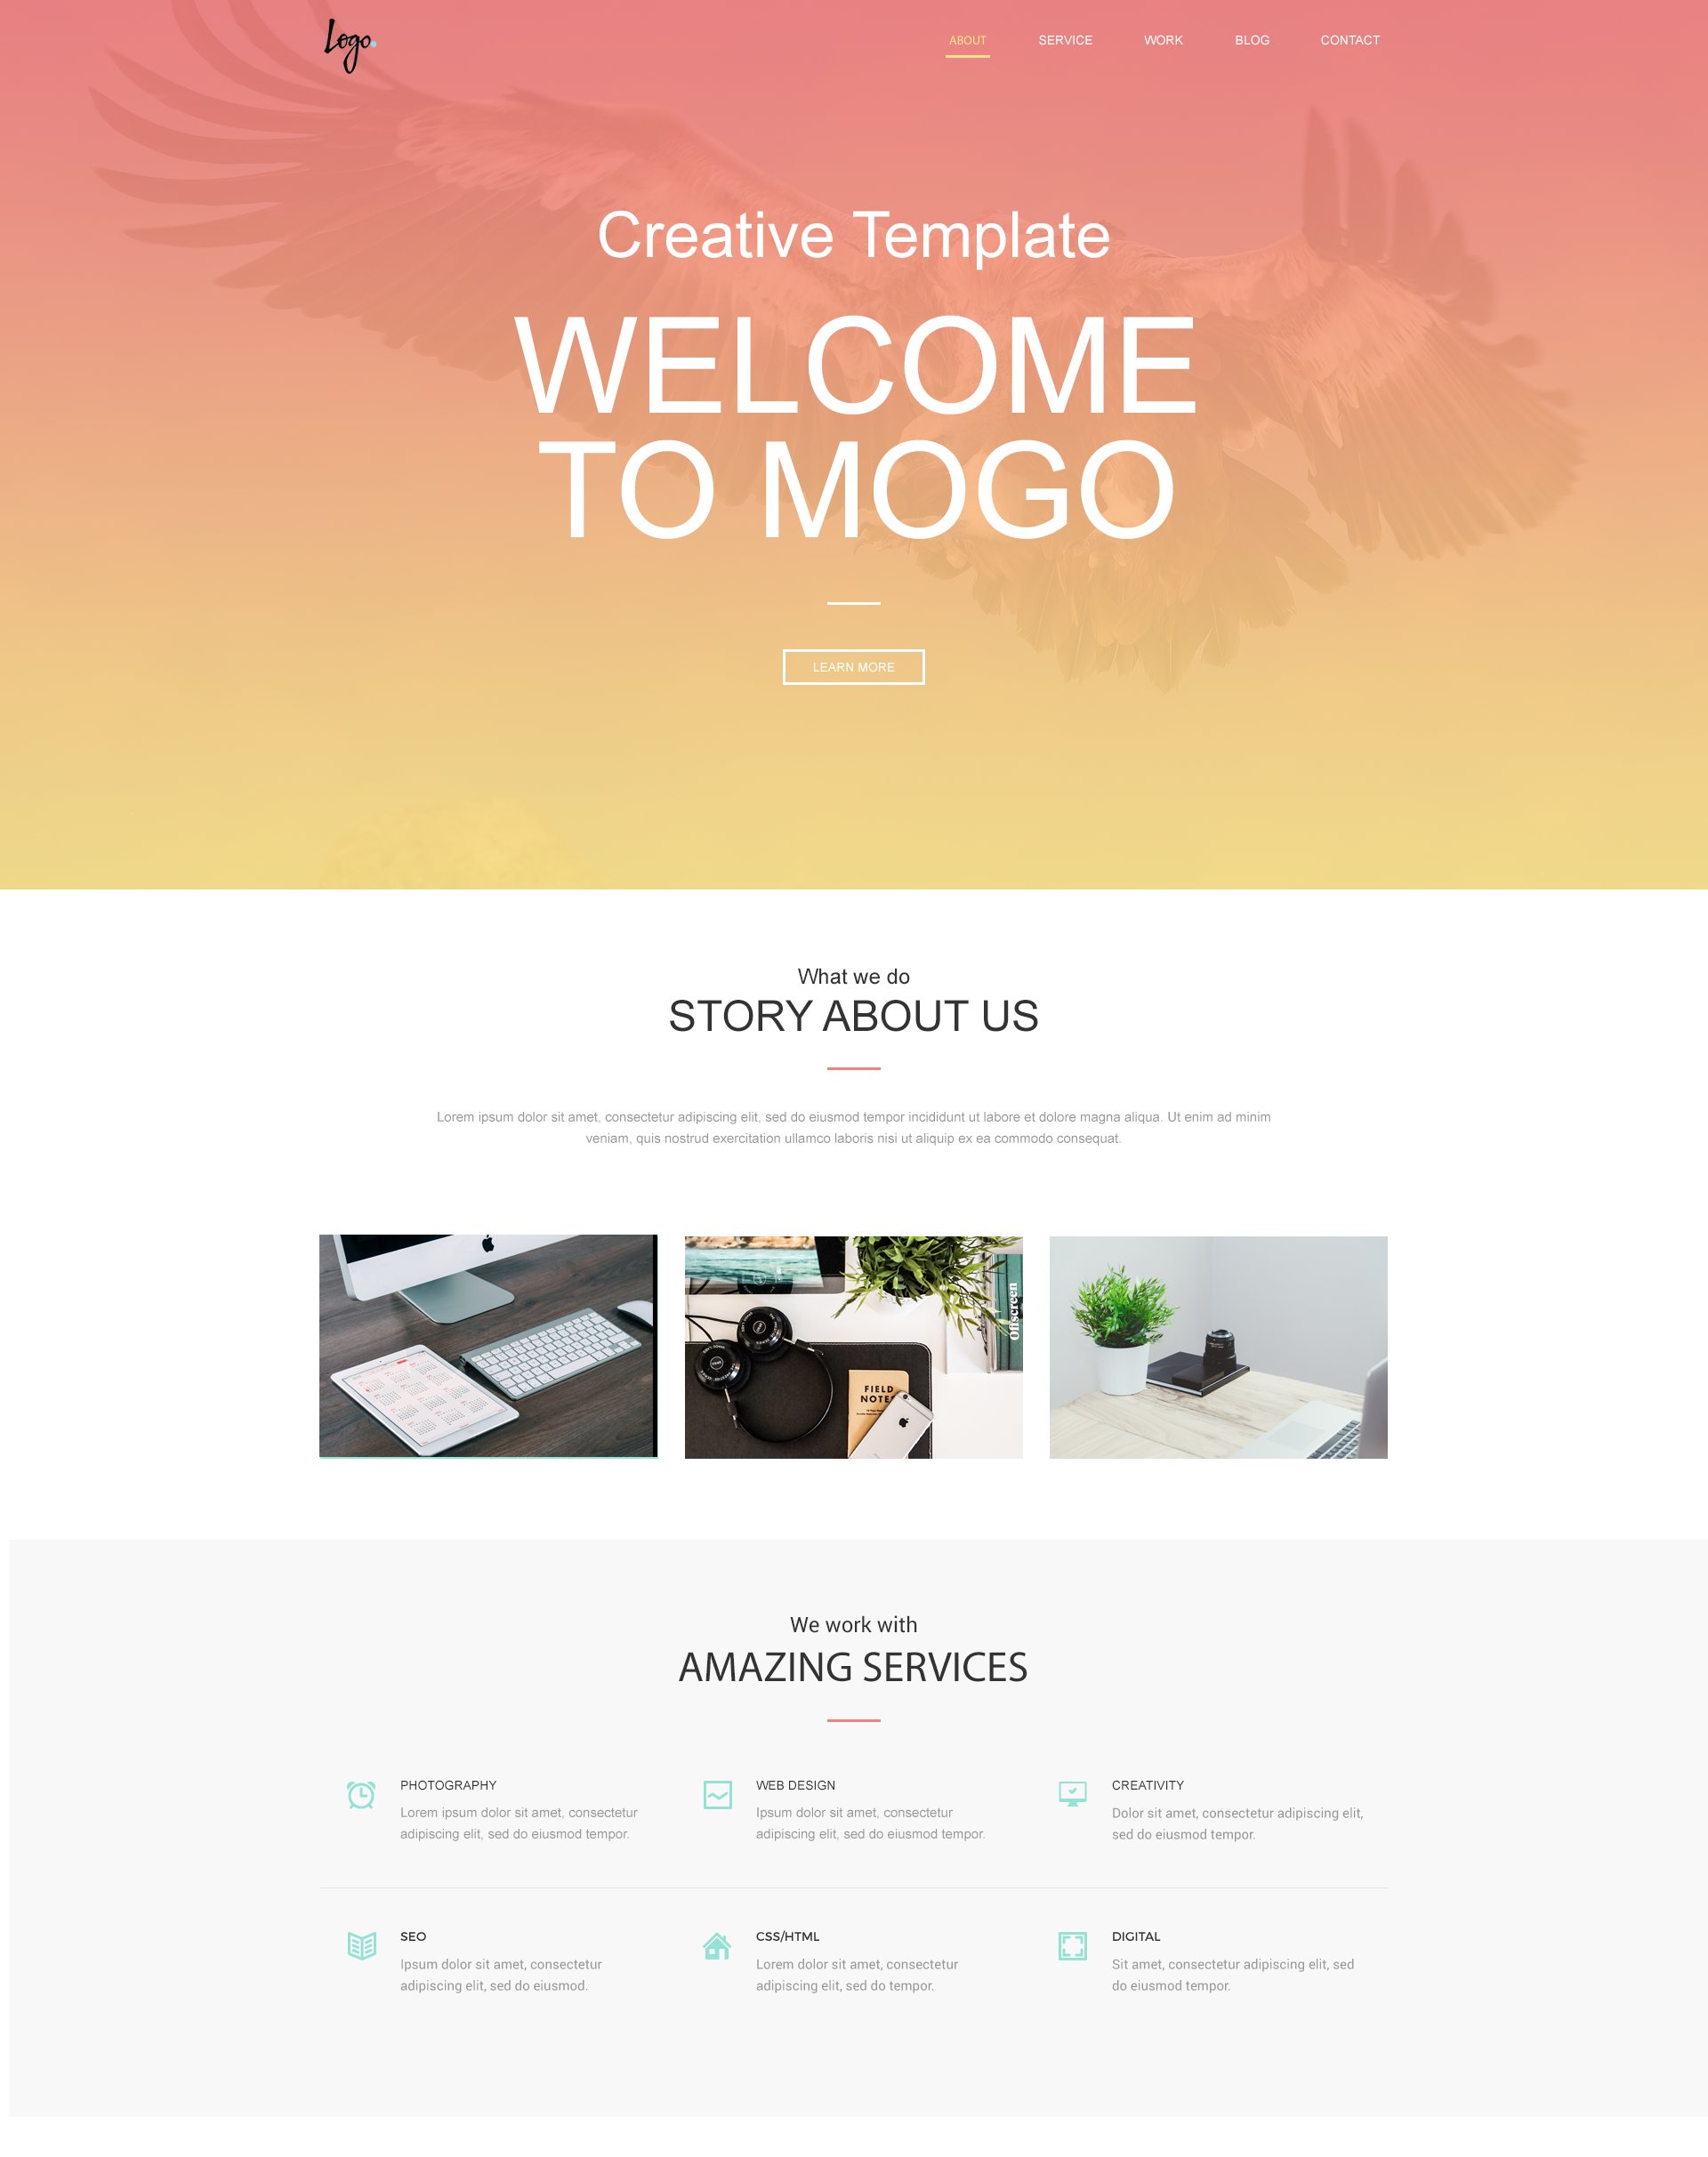 Logo.
ABOUT SERVICE WORK BLOG CONTACT
Creative Template
WELCOME
TO MOGO
LEARN MORE
What we do
STORY ABOUT US
Lorem ipsum dolor sit amet, consectetur adipiscing elit, sed do eiusmod tempor incididunt ut labore et dolore magna aliqua. Ut enim ad minim
veniam, quis nostrud exercitation ullamco laboris nisi ut aliquip ex ea commodo consequat.
Offscreen
FIELD
NOTES
We work with
AMAZING SERVICES
PHOTOGRAPHY
Lorem ipsum dolor sit amet, consectetur
adipiscing elit, sed do eiusmod tempor.
WEB DESIGN
Ipsum dolor sit amet, consectetur
adipiscing elit, sed do eiusmod tempor.
CREATIVITY
Dolor sit amet, consectetur adipiscing elit,
sed do eiusmod tempor.
SEO
Ipsum dolor sit amet, consectetur
adipiscing elit, sed do eiusmod.
CSS/HTML
Lorem dolor sit amet, consectetur
adipiscing elit, sed do tempor.
DIGITAL
Sit amet, consectetur adipiscing elit, sed
do eiusmod tempor.